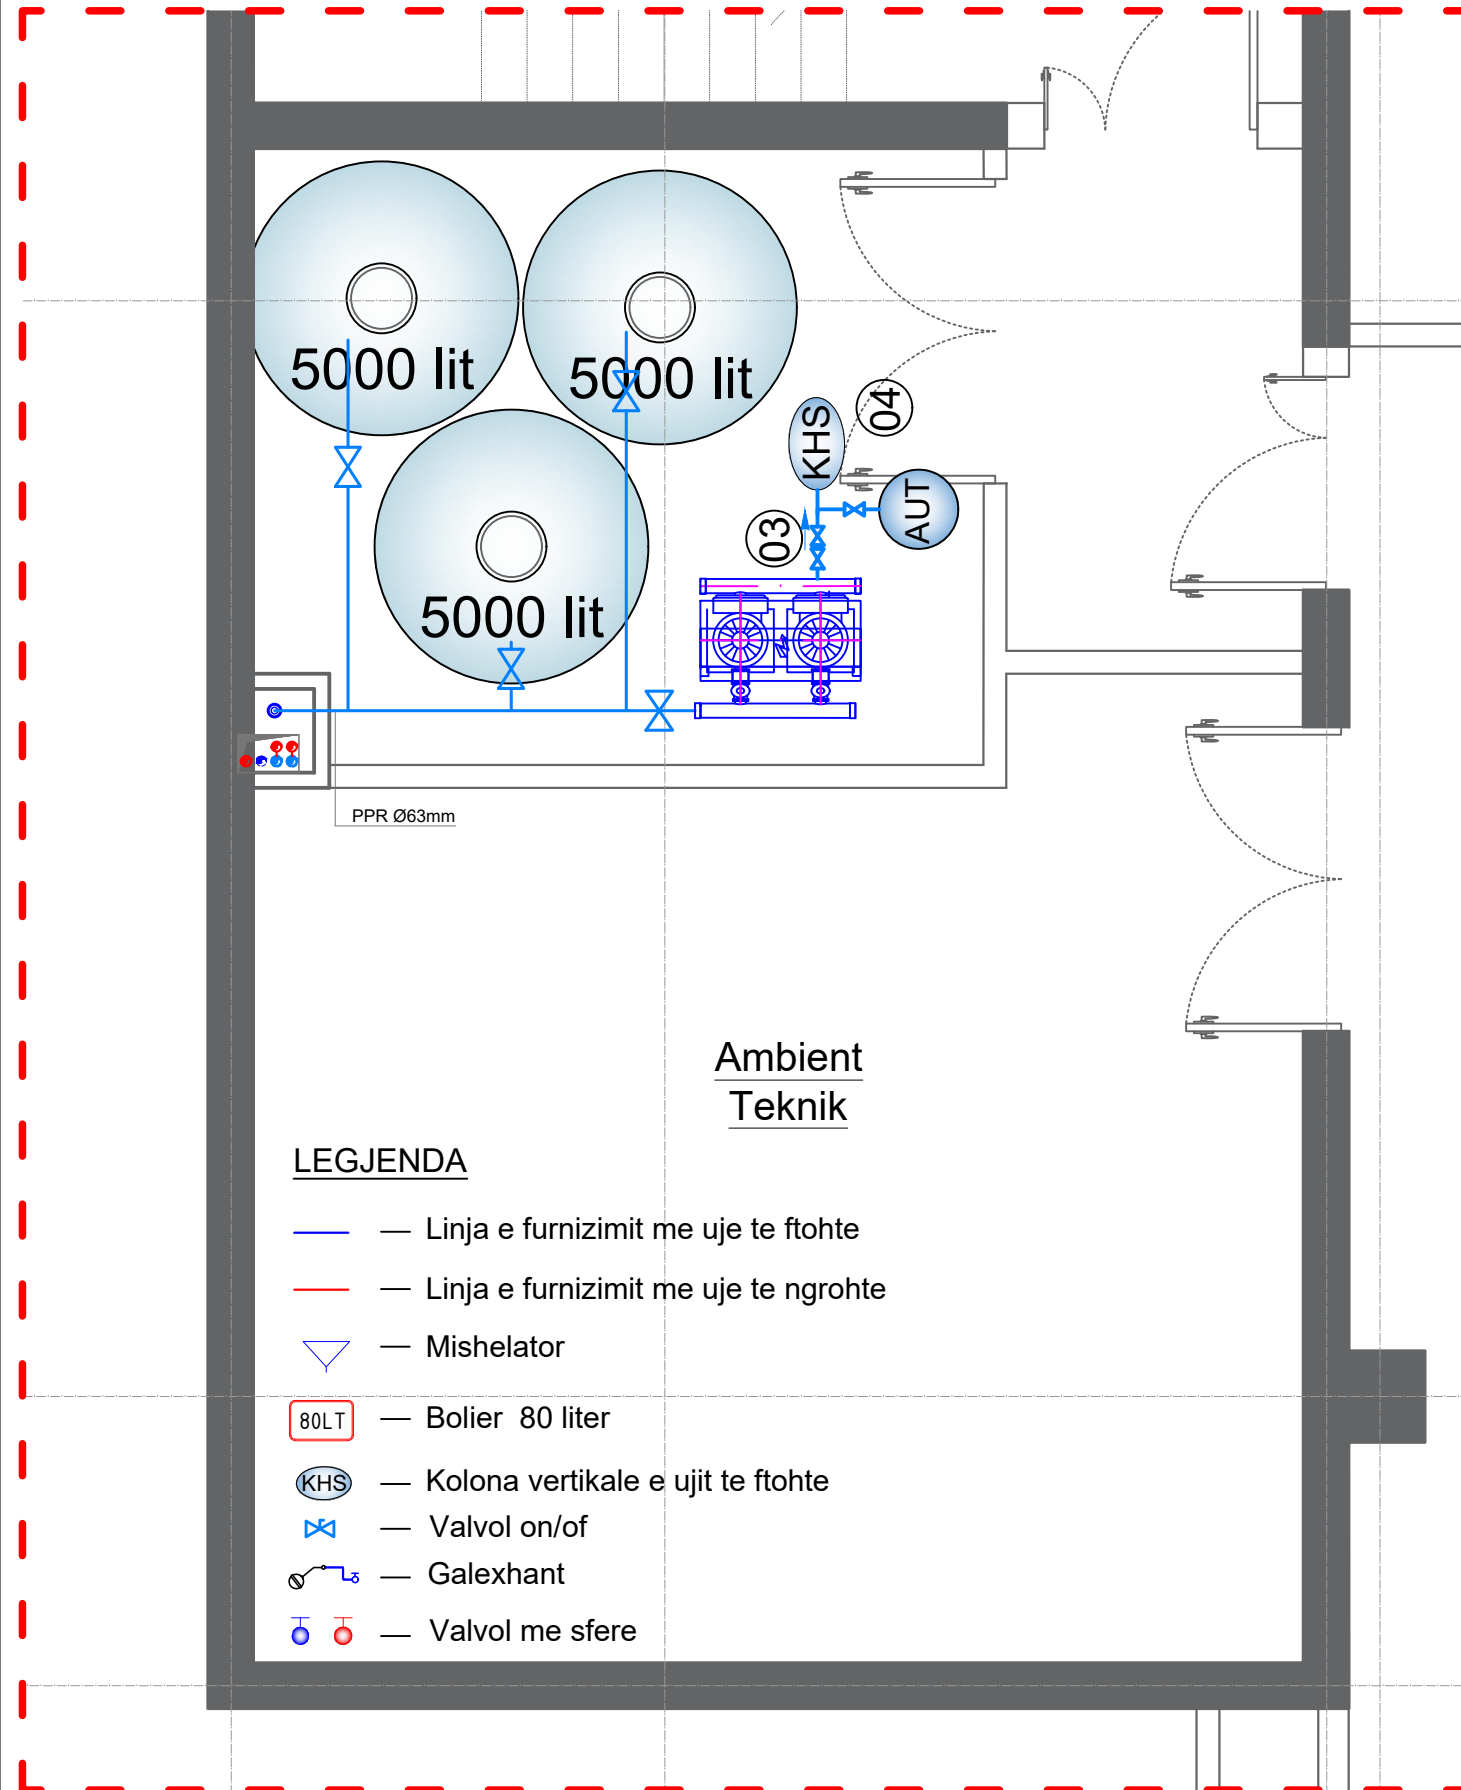 5000 lit
5000 lit
5000 lit
KHS
04
AUT
03
PPR Ø63mm
Ambient
Teknik
LEGJENDA
Linja e furnizimit me uje te ftohte
Linja e furnizimit me uje te ngrohte
Mishelator
80LT
Bolier 80 liter
KHS
Kolona vertikale e ujit te ftohte
Valvol on/of
Galexhant
Valvol me sfere